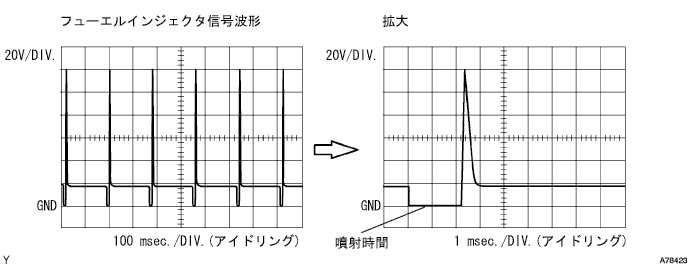 フューエルインジェクタ信号波形
拡大
20V/DIV.
20V/DIV.
GND
GND
100 msec./DIV.(アイドリング)
噴射時間
1 msec./DIV.(アイドリング)
Y
A78423